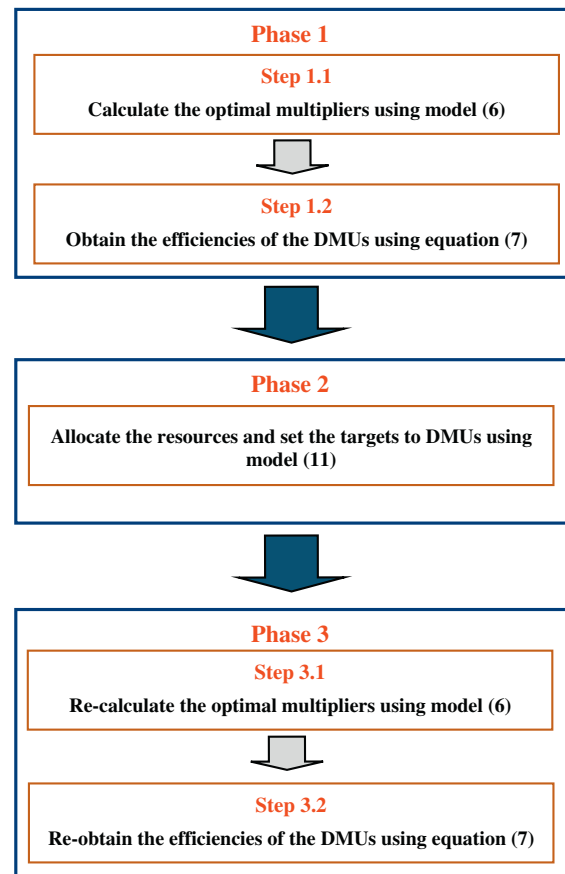 Phase 1
Step 1.1
Calculate the optimal multipliers using model (6)
Step 1.2
Obtain the efficiencies of the DMUs using equation (7)
Phase 2
Allocate the resources and set the targets to DMUs using
model (11)
Phase 3
Step 3.1
Re-calculate the optimal multipliers using model (6)
Step 3.2
Re-obtain the efficiencies of the DMUs using equation (7)